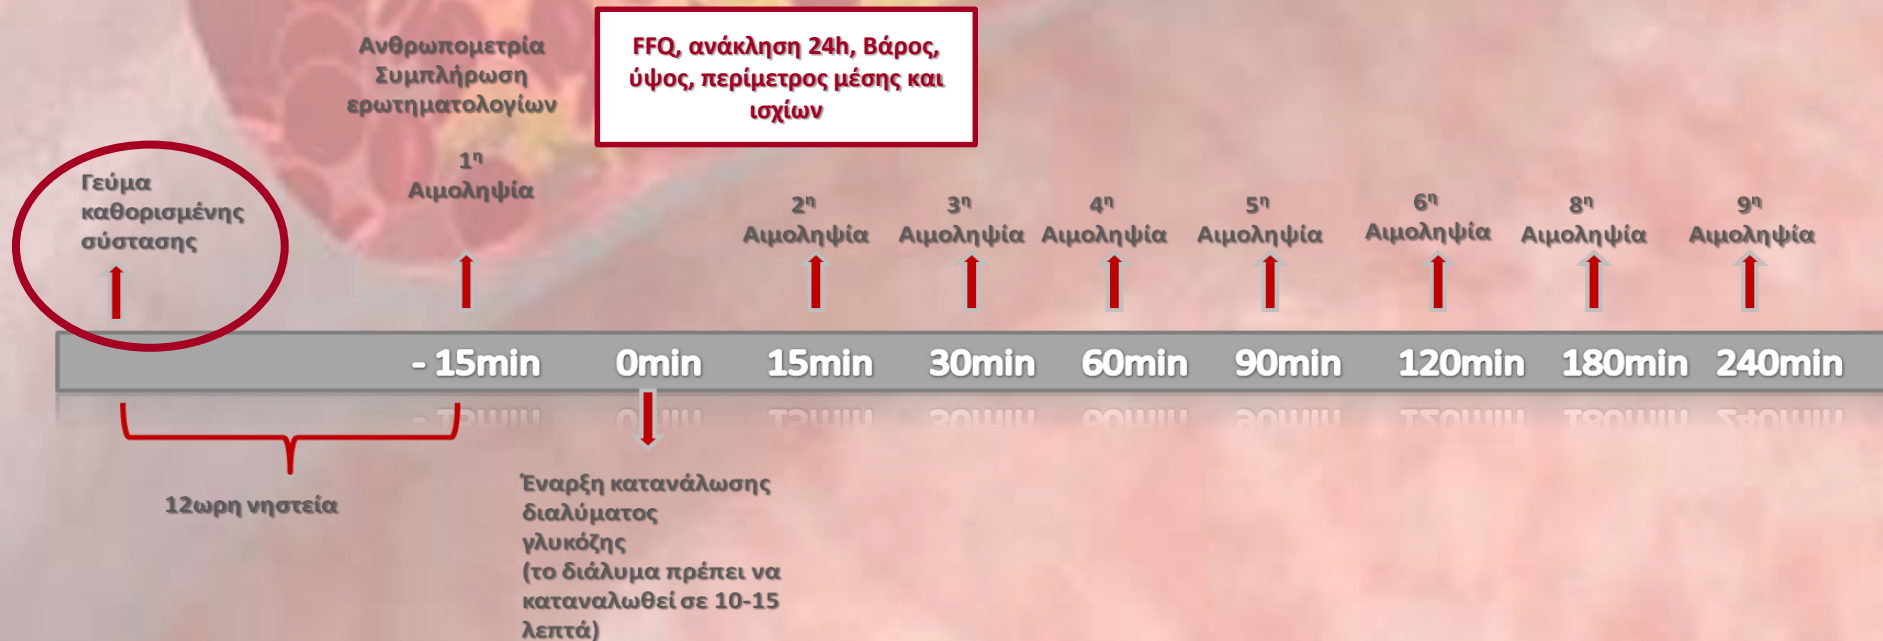 Ανθρωπομετρία
Συμπλήρωση
ερωτηματολογίων
FFQ, ανάκληση 24h, Βάρος,
ύψος, περίμετρος μέσης και
ισχίων
Γεύμα
καθορισμένης
σύστασης
1η
Αιμοληψία
2η
Αιμοληψία
3η
Αιμοληψία
4η
Αιμοληψία
5η
Αιμοληψία
6η
Αιμοληψία
8η
Αιμοληψία
9η
Αιμοληψία
- 15min 0min 15min 30min 60min 90min 120min 180min 240min
12ωρη νηστεία
Έναρξη κατανάλωσης
διαλύματος
γλυκόζης
(το διάλυμα πρέπει να
καταναλωθεί σε 10-15
λεπτά)